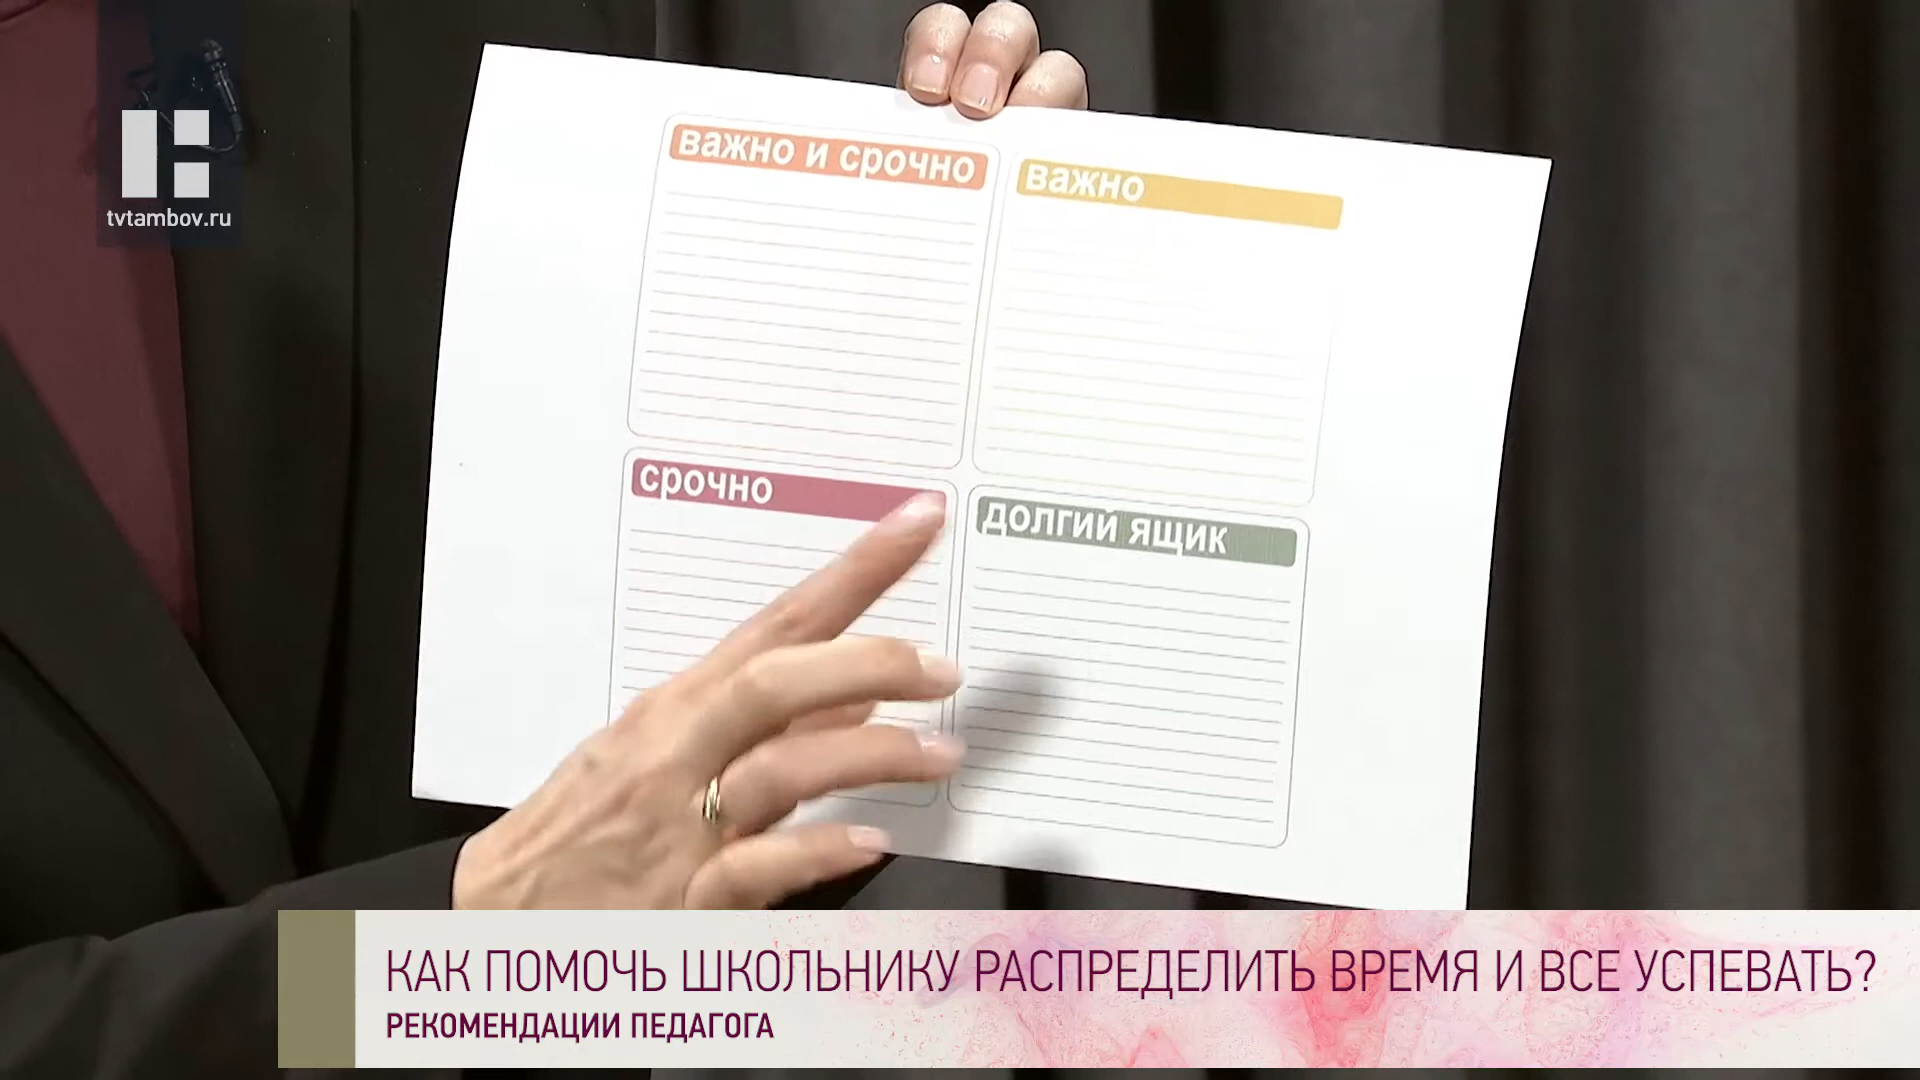 tvtambov.ru
важно и срочно
важно
срочно
долгий ящик
КАК ПОМОЧЬ ШКОЛЬНИКУ РАСПРЕДЕЛИТЬ ВРЕМЯ И ВСЕ УСПЕВАТЬ?
РЕКОМЕНДАЦИИ ПЕДАГОГА